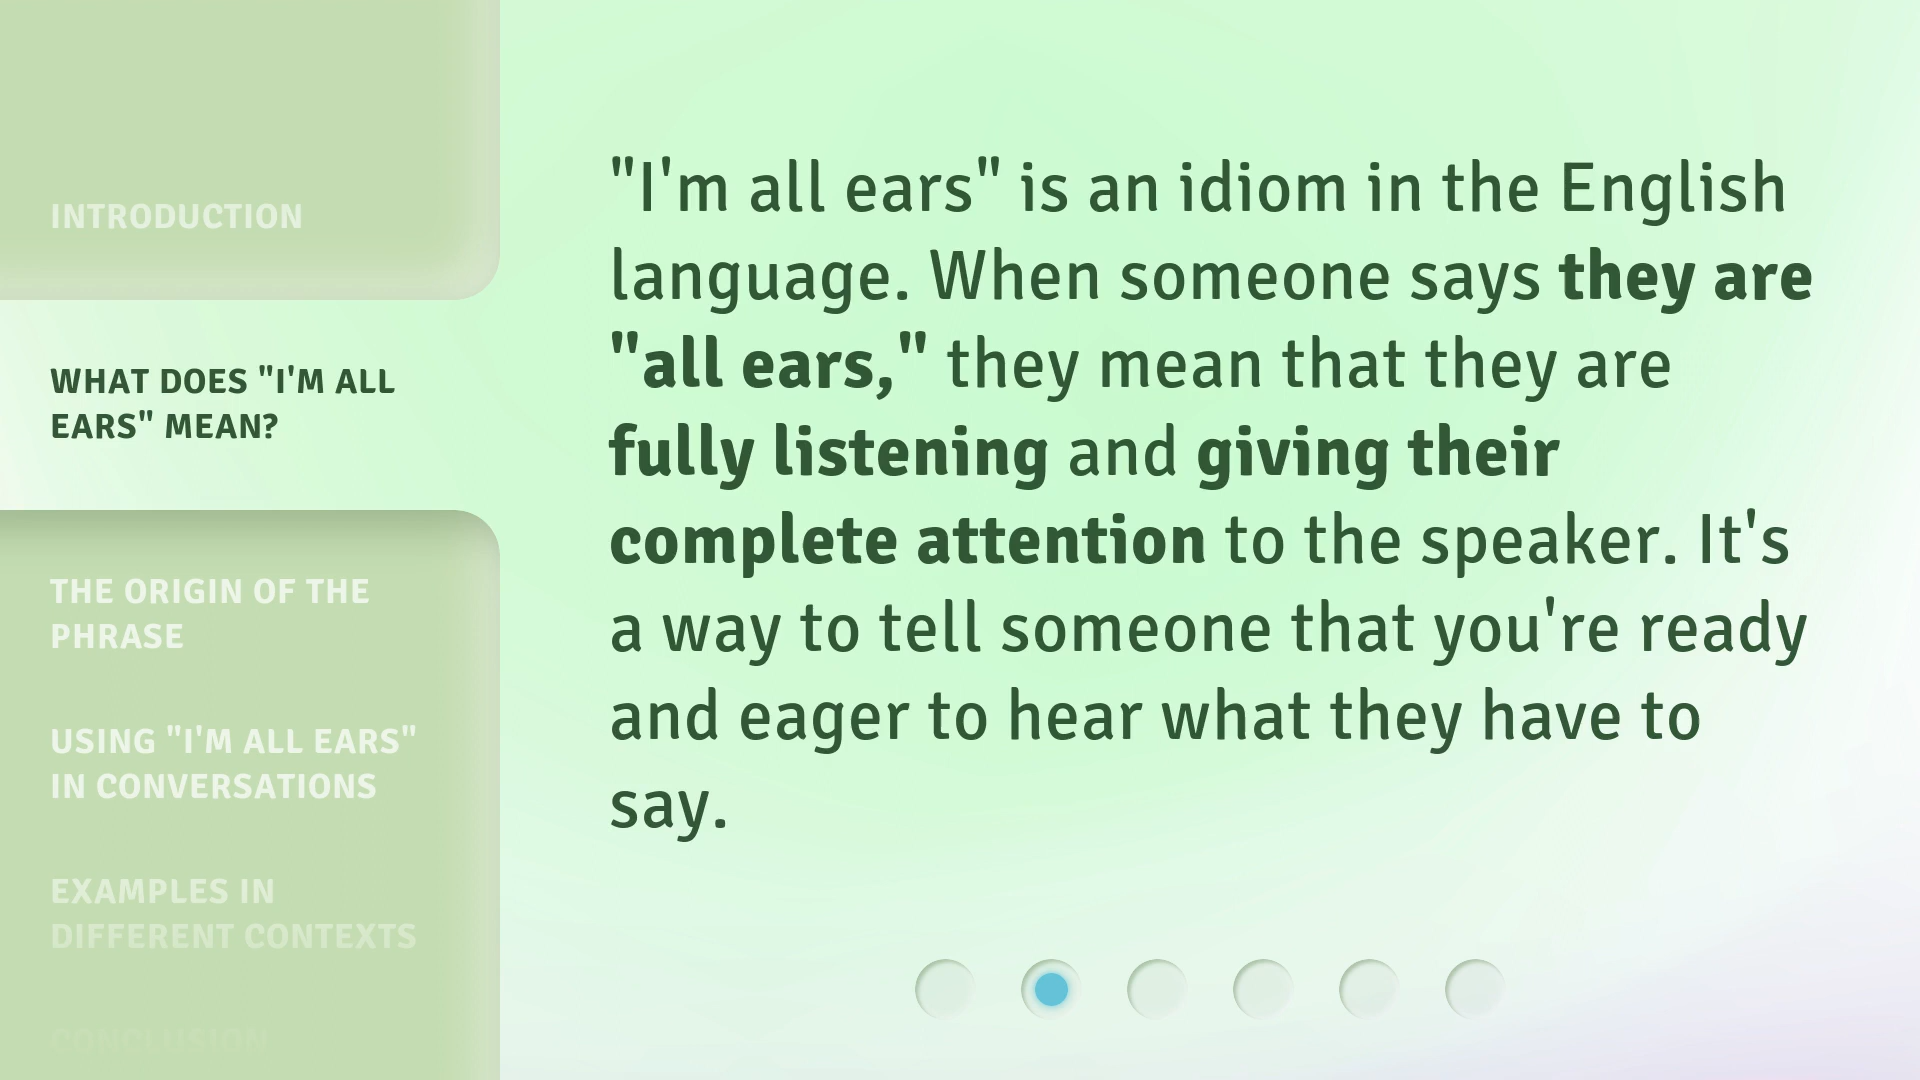 INTRODUCTION
WHAT DOES "I'M ALL
EARS" MEAN?
THE ORIGIN OF THE
PHRASE
USING "I'M ALL EARS"
IN CONVERSATIONS
EXAMPLES IN
DIFFERENT CONTEXTS
CONCLUSION
"I'm all ears" is an idiom in the English
language. When someone says they are
"all ears," they mean that they are
fully listening and giving their
complete attention to the speaker. It's
a way to tell someone that you're ready
and eager to hear what they have to
say.